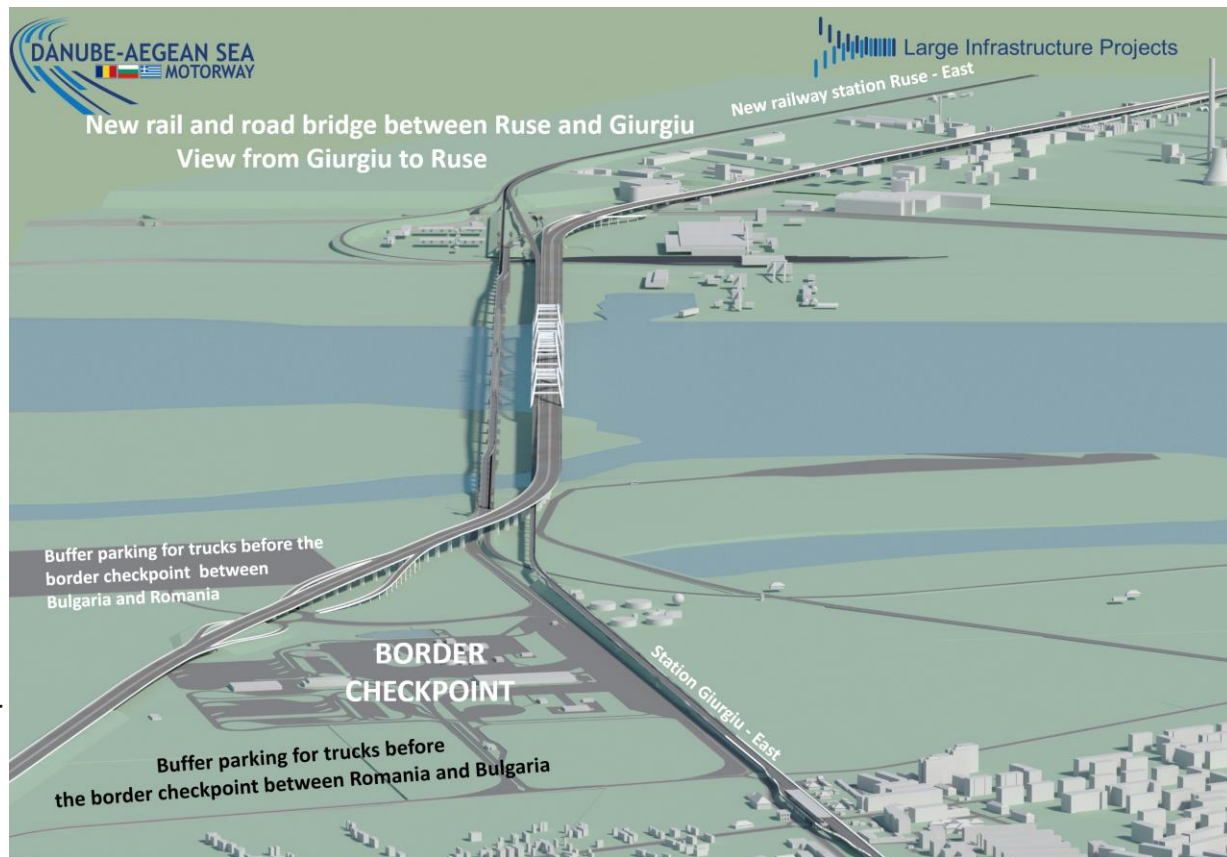 DANUBE-AEGEAN SEA
MOTORWAY
Large Infrastructure Projects
New railway station Ruse - East
New rail and road bridge between Ruse and Giurgiu
View from Giurgiu to Ruse
Buffer parking for trucks before the
border checkpoint between
Bulgaria and Romania
BORDER
CHECKPOINT
Station Giurgiu - East
Buffer parking for trucks before
the border checkpoint between Romania and Bulgaria